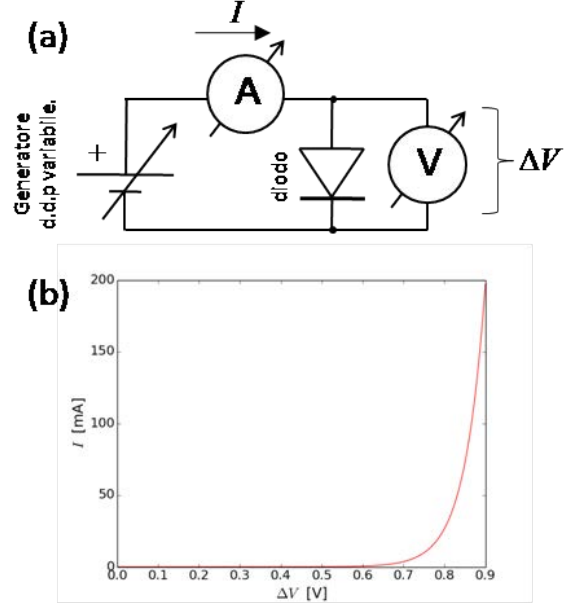 (a)
I
A
+
Generatore
d.d.p variabile.
diodo
V
ΔV
(b)
200
150
100
50
0
I [mA]
0.0 0.1 0.2 0.3 0.4 0.5 0.6 0.7 0.8 0.9
ΔV [V]